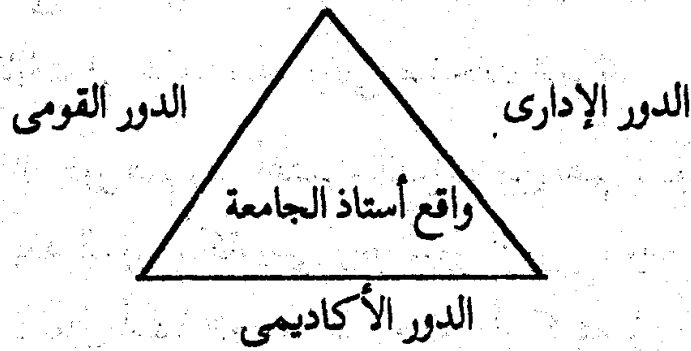 الدور الإدارى
الدور القومى
واقع أستاذ الجامعة
الدور الأكاديمى